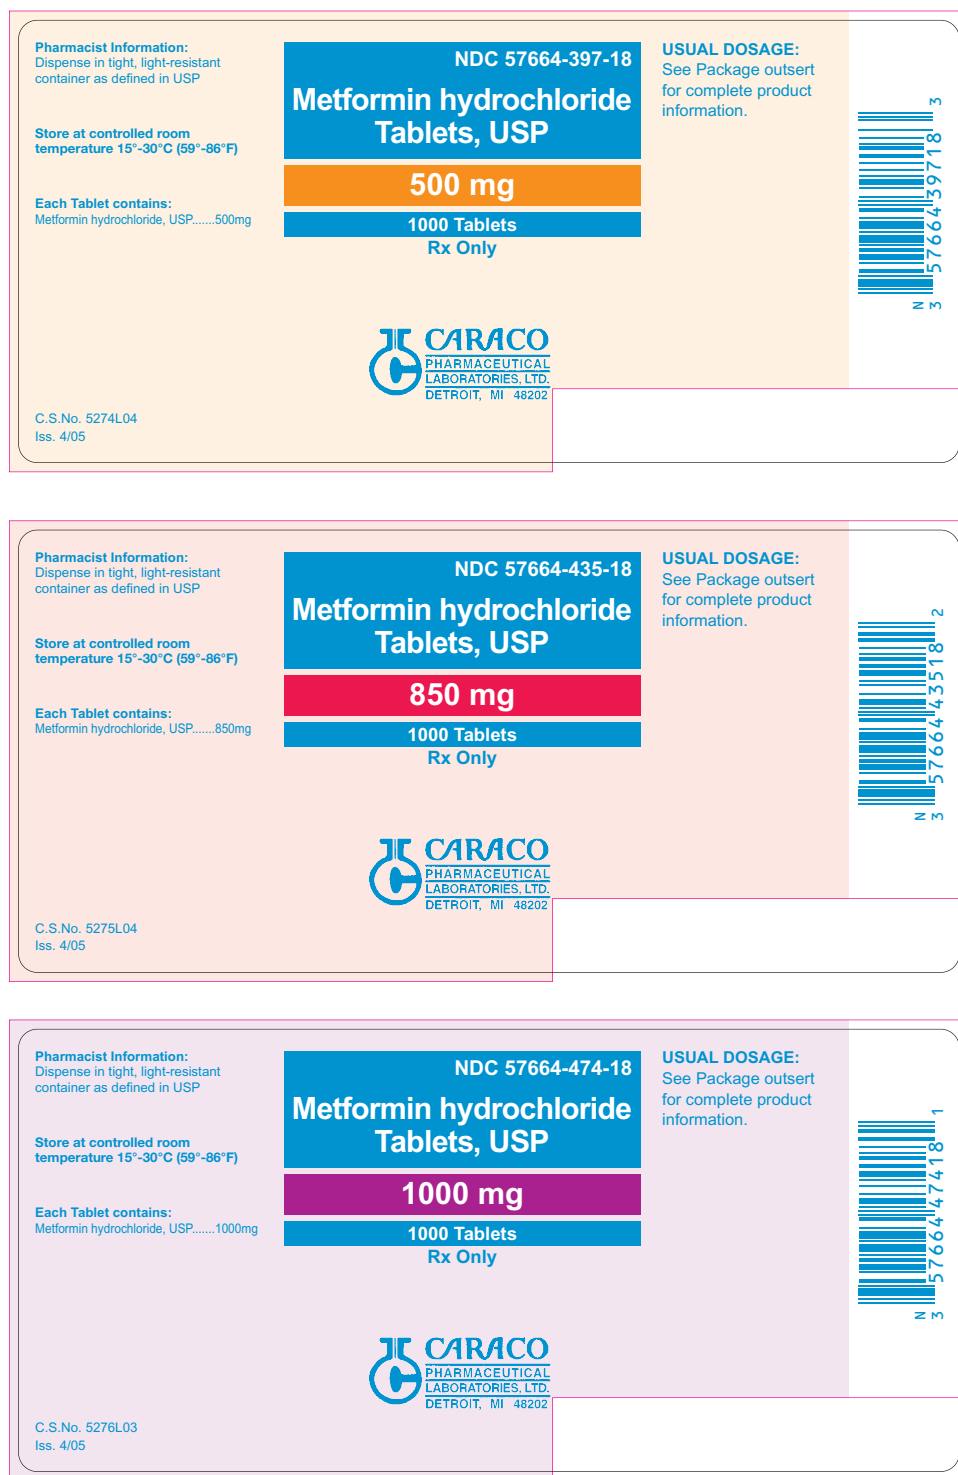 Pharmacist Information:
Dispense in tight, light-resistant
container as defined in USP
Store at controlled room
temperature 15°-30°C (59°-86°F)
Each Tablet contains:
Metformin hydrochloride, USP.......500mg
C.S.No. 5274L04
Iss. 4/05
NDC 57664-397-18
Metformin hydrochloride
Tablets, USP
500 mg
1000 Tablets
Rx Only
CARACO
PHARMACEUTICAL
LABORATORIES, LTD.
DETROIT, MI 48202
USUAL DOSAGE:
See Package outsert
for complete product
information.
N
3 57664 39718 3
Pharmacist Information:
Dispense in tight, light-resistant
container as defined in USP
Store at controlled room
temperature 15°-30°C (59°-86°F)
Each Tablet contains:
Metformin hydrochloride, USP.......850mg
C.S.No. 5275L04
Iss. 4/05
NDC 57664-435-18
Metformin hydrochloride
Tablets, USP
850 mg
1000 Tablets
Rx Only
CARACO
PHARMACEUTICAL
LABORATORIES, LTD.
DETROIT, MI 48202
USUAL DOSAGE:
See Package outsert
for complete product
information.
N
3 57664 43518 2
Pharmacist Information:
Dispense in tight, light-resistant
container as defined in USP
Store at controlled room
temperature 15°-30°C (59°-86°F)
Each Tablet contains:
Metformin hydrochloride, USP.......1000mg
C.S.No. 5276L03
Iss. 4/05
NDC 57664-474-18
Metformin hydrochloride
Tablets, USP
1000 mg
1000 Tablets
Rx Only
CARACO
PHARMACEUTICAL
LABORATORIES, LTD.
DETROIT, MI 48202
USUAL DOSAGE:
See Package outsert
for complete product
information.
N
3 57664 47418 1